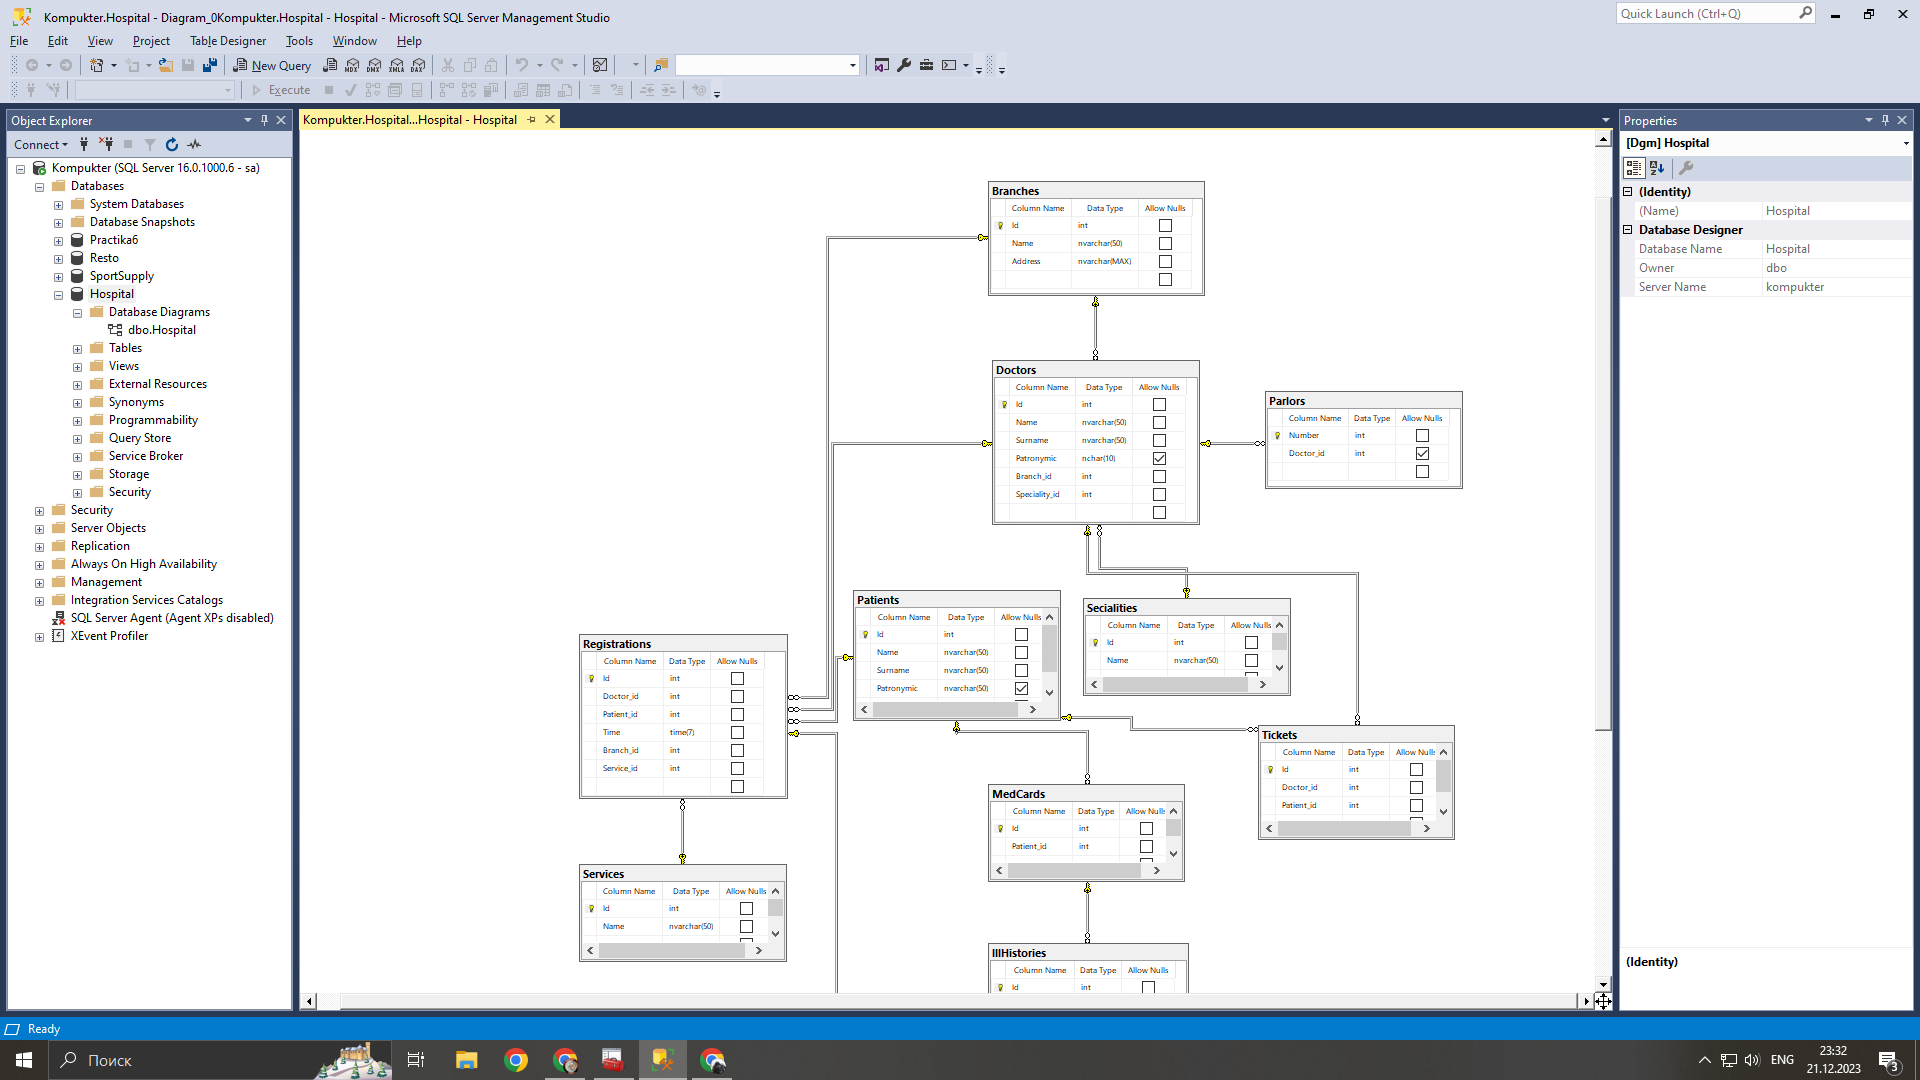 Kompukter.Hospital - Diagram_0Kompukter.Hospital - Hospital - Microsoft SQL Server Management Studio
Quick Launch (Ctrl+Q)
File Edit View Project Table Designer Tools Window Help
New Query
MDX DMX XMLA DAX
Execute
Object Explorer
Connect
Kompukter (SQL Server 16.0.1000.6 - sa)
Databases
System Databases
Database Snapshots
Practika6
Resto
SportSupply
Hospital
Database Diagrams
dbo.Hospital
Tables
Views
External Resources
Synonyms
Programmability
Query Store
Service Broker
Storage
Security
Security
Server Objects
Replication
Always On High Availability
Management
Integration Services Catalogs
SQL Server Agent (Agent XPs disabled)
XEvent Profiler
Kompukter.Hospital...Hospital - Hospital
Branches
Column Name Data Type Allow Nulls
Id int
Name nvarchar(50)
Address nvarchar(MAX)
Doctors
Column Name Data Type Allow Nulls
Id int
Name nvarchar(50)
Surname nvarchar(50)
Patronymic nchar(10)
Branch_id int
Speciality_id int
Parlors
Column Name Data Type Allow Nulls
Number int
Doctor_id int
Patients
Column Name Data Type Allow Nulls
Id int
Name nvarchar(50)
Surname nvarchar(50)
Patronymic nvarchar(50)
Secialities
Column Name Data Type Allow Nulls
Id int
Name nvarchar(50)
Registrations
Column Name Data Type Allow Nulls
Id int
Doctor_id int
Patient_id int
Time time(7)
Branch_id int
Service_id int
Tickets
Column Name Data Type Allow Nulls
Id int
Doctor_id int
Patient_id int
MedCards
Column Name Data Type Allow Nulls
Id int
Patient_id int
Services
Column Name Data Type Allow Nulls
Id int
Name nvarchar(50)
IllHistories
Column Name Data Type Allow Nulls
Id int
Properties
[Dgm] Hospital
(Identity)
(Name) Hospital
Database Designer
Database Name Hospital
Owner dbo
Server Name kompukter
(Identity)
Ready
Поиск
ENG
23:32
21.12.2023
3